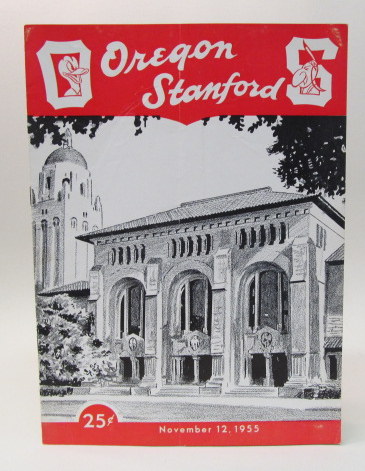 Oregon
Stanford
O
S
25¢
November 12, 1955